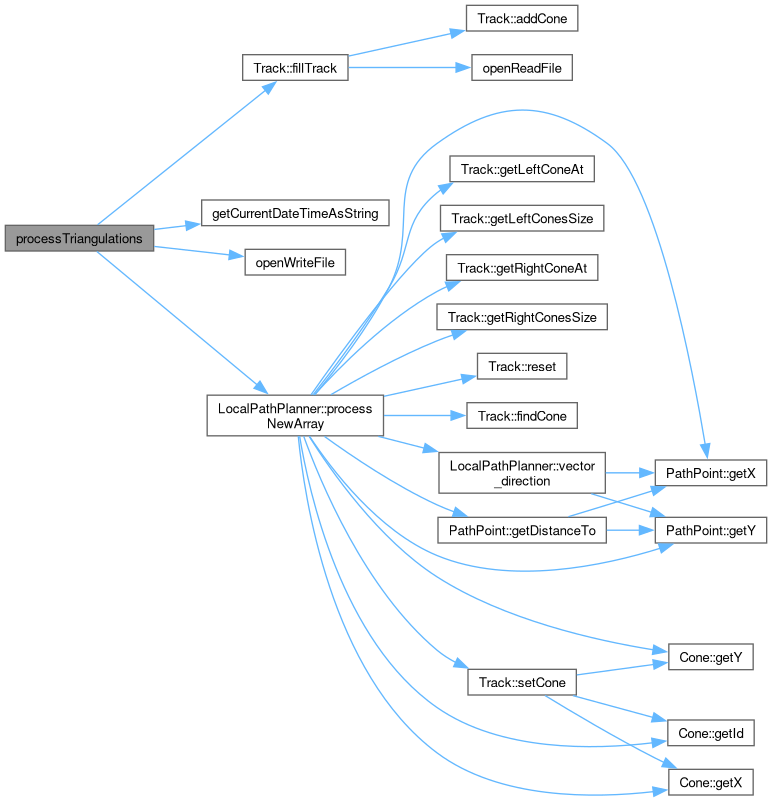 Track::addCone
Track::fillTrack
openReadFile
Track::getLeftConeAt
getCurrentDateTimeAsString
Track::getLeftConesSize
processTriangulations
openWriteFile
Track::getRightConeAt
Track::getRightConesSize
Track::reset
LocalPathPlanner::process
NewArray
Track::findCone
LocalPathPlanner::vector
_direction
PathPoint::getX
PathPoint::getDistanceTo
PathPoint::getY
Cone::getY
Track::setCone
Cone::getId
Cone::getX